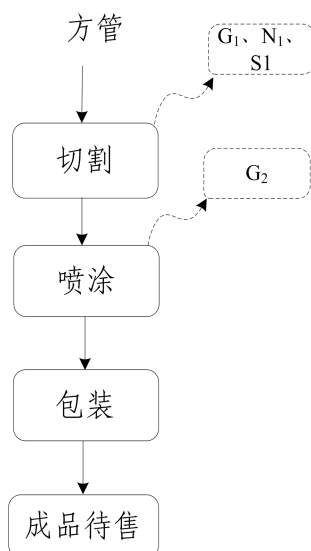 方管
G₁、N₁、
S1
切割
G₂
喷涂
包装
成品待售